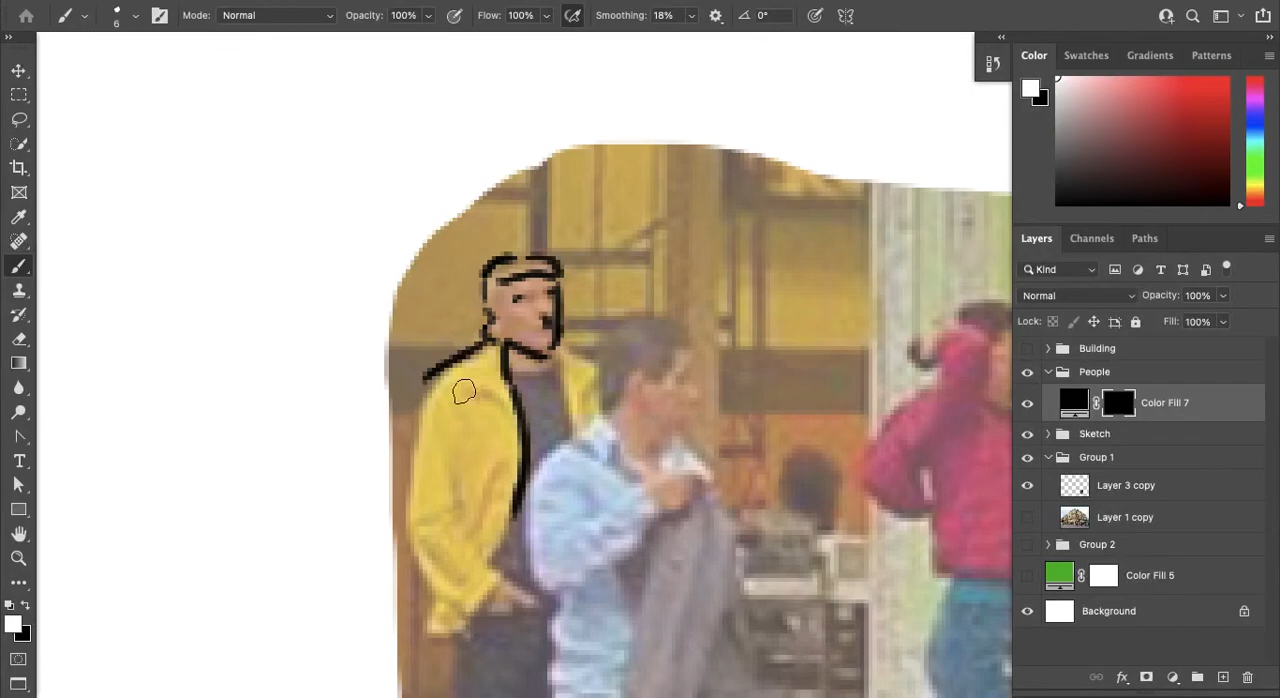 6 Mode: Normal Opacity: 100% Flow: 100% Smoothing: 18% 0°
Color Swatches Gradients Patterns
Layers Channels Paths
Kind
Normal Opacity: 100%
Lock: Fill: 100%
Building
People
Color Fill 7
Sketch
Group 1
Layer 3 copy
Layer 1 copy
Group 2
Color Fill 5
Background
fx